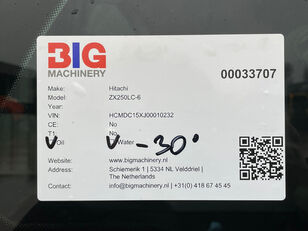 BIG
MACHINERY
00033707
Make: Hitachi
Model: ZX250LC-6
Year:
VIN: HCMDC15XJ00010232
CE: No
T1: No
V Oil V Water -30°
Website: www.bigmachinery.nl
Address: Schiemerik 1 | 5334 NL Velddriel |
The Netherlands
Contact: info@bigmachinery.nl | +31(0) 418 67 45 45